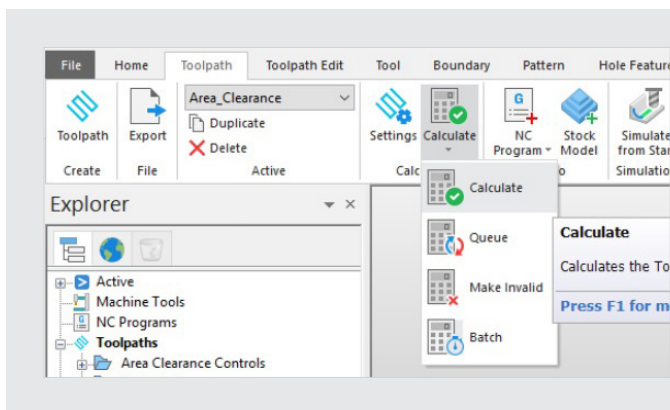 File Home Toolpath Toolpath Edit Tool Boundary Pattern Hole Feature
Area_Clearance
Duplicate
Delete
Toolpath Export Settings Calculate NC Program Stock Model Simulate from Star
Create File Active Calc o Simulatio
Explorer
Active
Machine Tools
NC Programs
Toolpaths
Area Clearance Controls
Calculate
Queue
Make Invalid
Batch
Calculate
Calculates the To
Press F1 for m